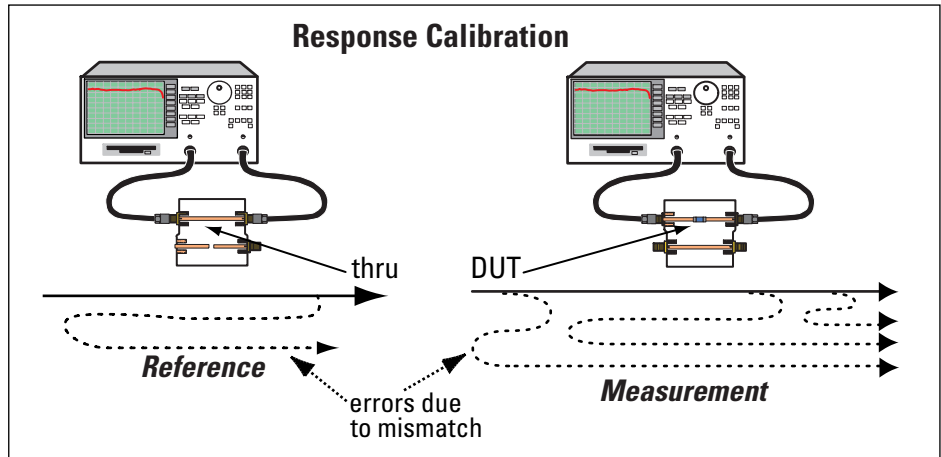 Response Calibration
thru
DUT
Reference
Measurement
errors due
to mismatch